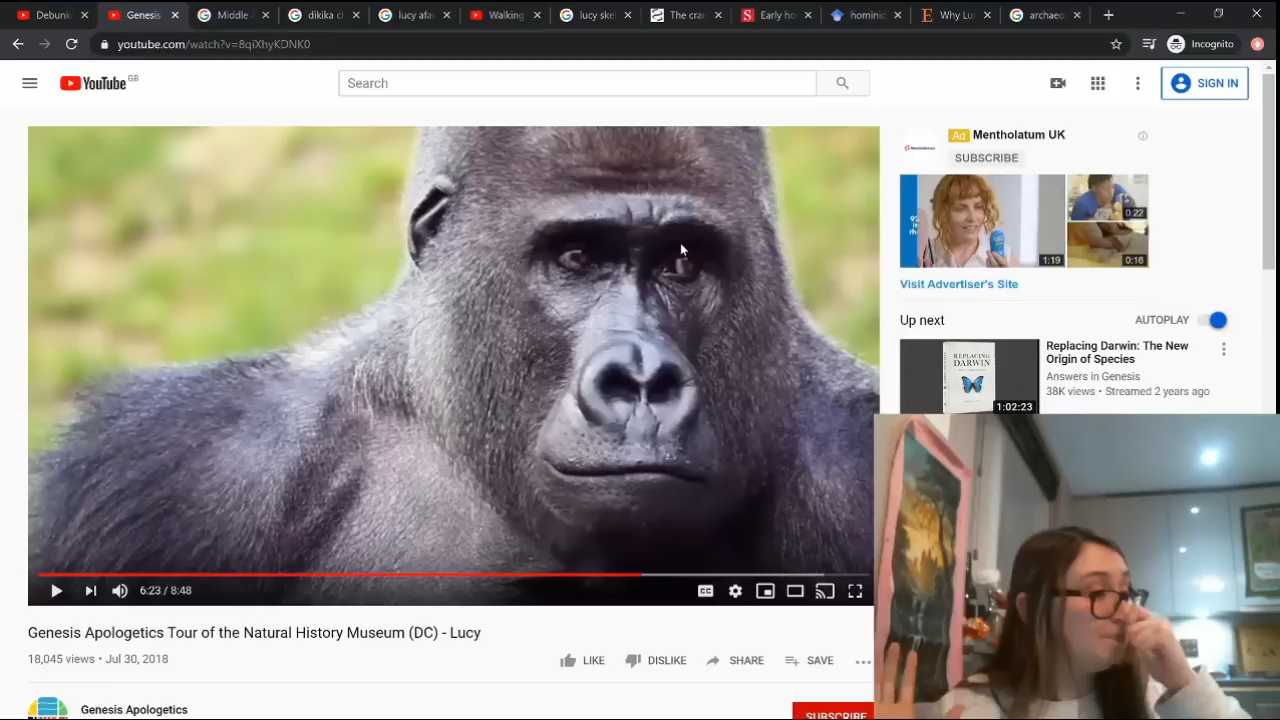 Debunk
Genesis
Middle
dikika c
lucy afa
Walking
lucy ske
The cra
Early ho
hominic
Why Lu
archaeo
youtube.com/watch?v=8qiXhyKDNK0
Incognito
YouTube GB
Search
SIGN IN
Ad Mentholatum UK
SUBSCRIBE
0:22
1:19
0:18
Visit Advertiser's Site
Up next
AUTOPLAY
REPLACING
DARWIN
Replacing Darwin: The New
Origin of Species
Answers in Genesis
38K views • Streamed 2 years ago
1:02:23
6:23 / 8:48
Genesis Apologetics Tour of the Natural History Museum (DC) - Lucy
18,045 views • Jul 30, 2018
LIKE
DISLIKE
SHARE
SAVE
Genesis Apologetics
SUBSCRIBE